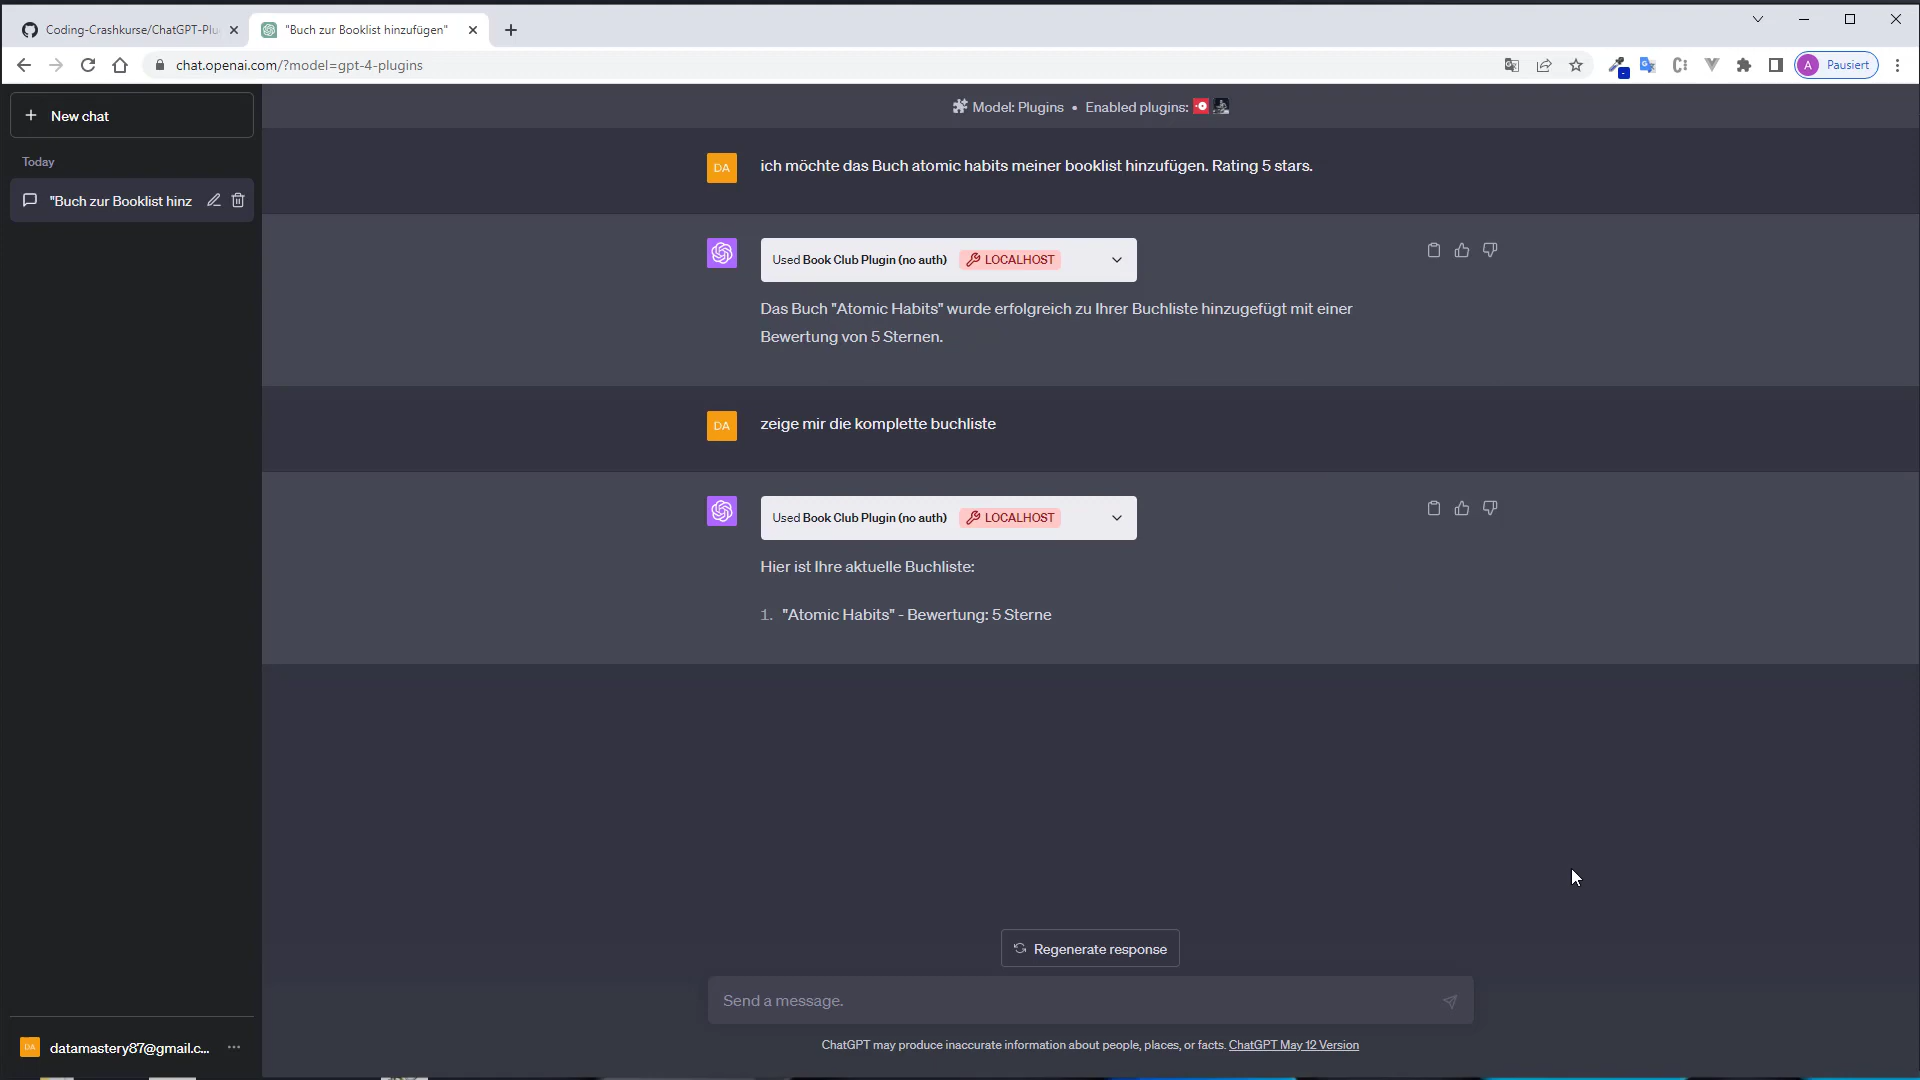 Coding-Crashkurse/ChatGPT-Plu
"Buch zur Booklist hinzufügen"
chat.openai.com/?model=gpt-4-plugins
A
Pausiert
New chat
Today
"Buch zur Booklist hinz
DA
datamastery87@gmail.c...
Model: Plugins • Enabled plugins:
DA
ich möchte das Buch atomic habits meiner booklist hinzufügen. Rating 5 stars.
Used Book Club Plugin (no auth) LOCALHOST
Das Buch "Atomic Habits" wurde erfolgreich zu Ihrer Buchliste hinzugefügt mit einer
Bewertung von 5 Sternen.
DA
zeige mir die komplette buchliste
Used Book Club Plugin (no auth) LOCALHOST
Hier ist Ihre aktuelle Buchliste:
1. "Atomic Habits" - Bewertung: 5 Sterne
Regenerate response
Send a message.
ChatGPT may produce inaccurate information about people, places, or facts. ChatGPT May 12 Version